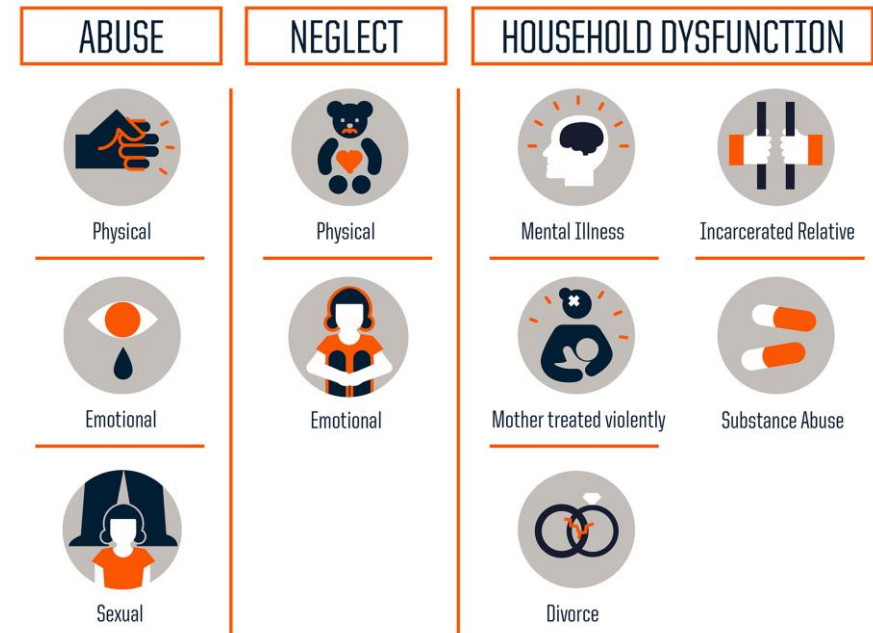 ABUSE
NEGLECT
HOUSEHOLD DYSFUNCTION
Physical
Emotional
Sexual
Physical
Emotional
Mental Illness
Incarcerated Relative
Mother treated violently
Substance Abuse
Divorce